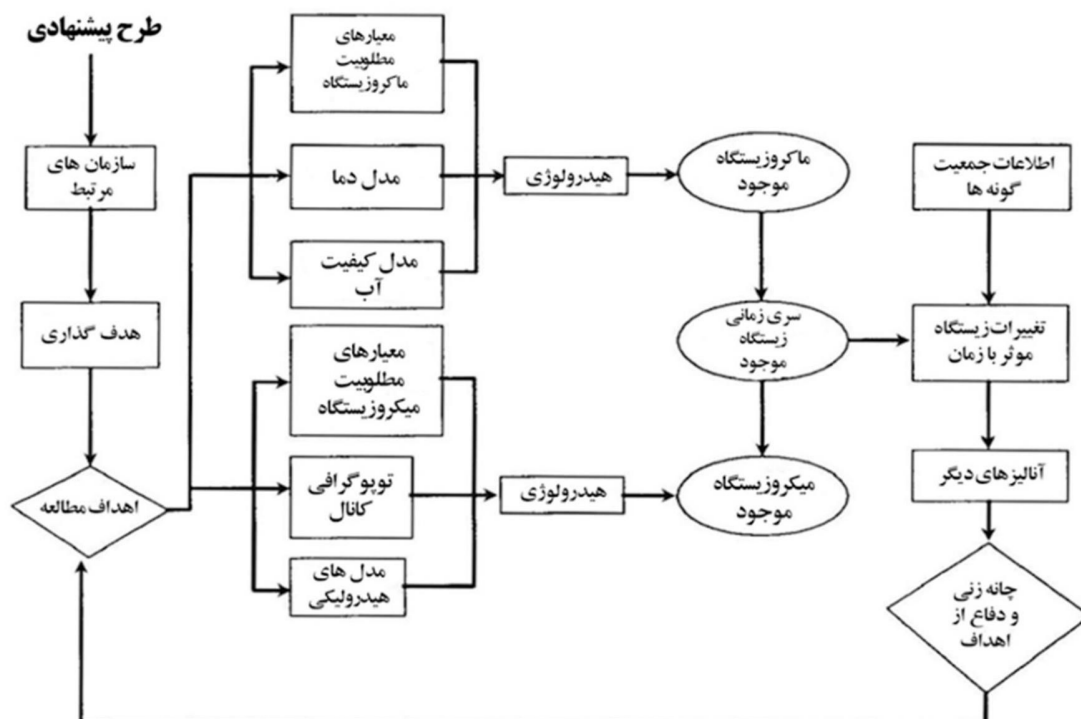 طرح پیشنهادی
سازمان های
مرتبط
هدف گذاری
اهداف مطالعه
معیارهای
مطلوبیت
ماکروزیستگاه
مدل دما
مدل کیفیت
آب
معیارهای
مطلوبیت
میکروزیستگاه
توپوگرافی
کانال
مدل های
هیدرولیکی
هیدرولوژی
هیدرولوژی
ماکروزیستگاه
موجود
سری زمانی
زیستگاه
موجود
میکروزیستگاه
موجود
اطلاعات جمعیت
گونه ها
تغییرات زیستگاه
موثر با زمان
آنالیزهای دیگر
چانه زنی
و دفاع از
اهداف